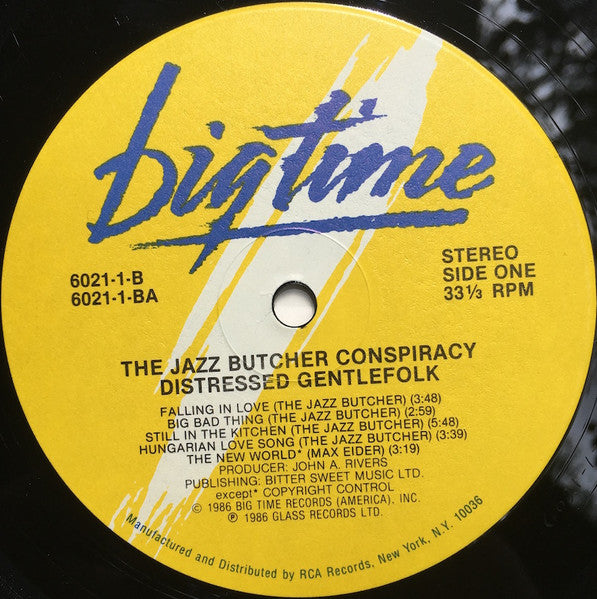 big time
6021-1-B
6021-1-BA
STEREO
SIDE ONE
33⅓ RPM
THE JAZZ BUTCHER CONSPIRACY
DISTRESSED GENTLEFOLK
FALLING IN LOVE (THE JAZZ BUTCHER) (3:48)
BIG BAD THING (THE JAZZ BUTCHER) (2:59)
STILL IN THE KITCHEN (THE JAZZ BUTCHER) (5:48)
HUNGARIAN LOVE SONG (THE JAZZ BUTCHER) (3:39)
THE NEW WORLD* (MAX EIDER) (3:19)
PRODUCER: JOHN A. RIVERS
PUBLISHING: BITTER SWEET MUSIC LTD.
except* COPYRIGHT CONTROL
© 1986 BIG TIME RECORDS (AMERICA), INC.
℗ 1986 GLASS RECORDS LTD.
Manufactured and Distributed by RCA Records, New York, N.Y. 10036